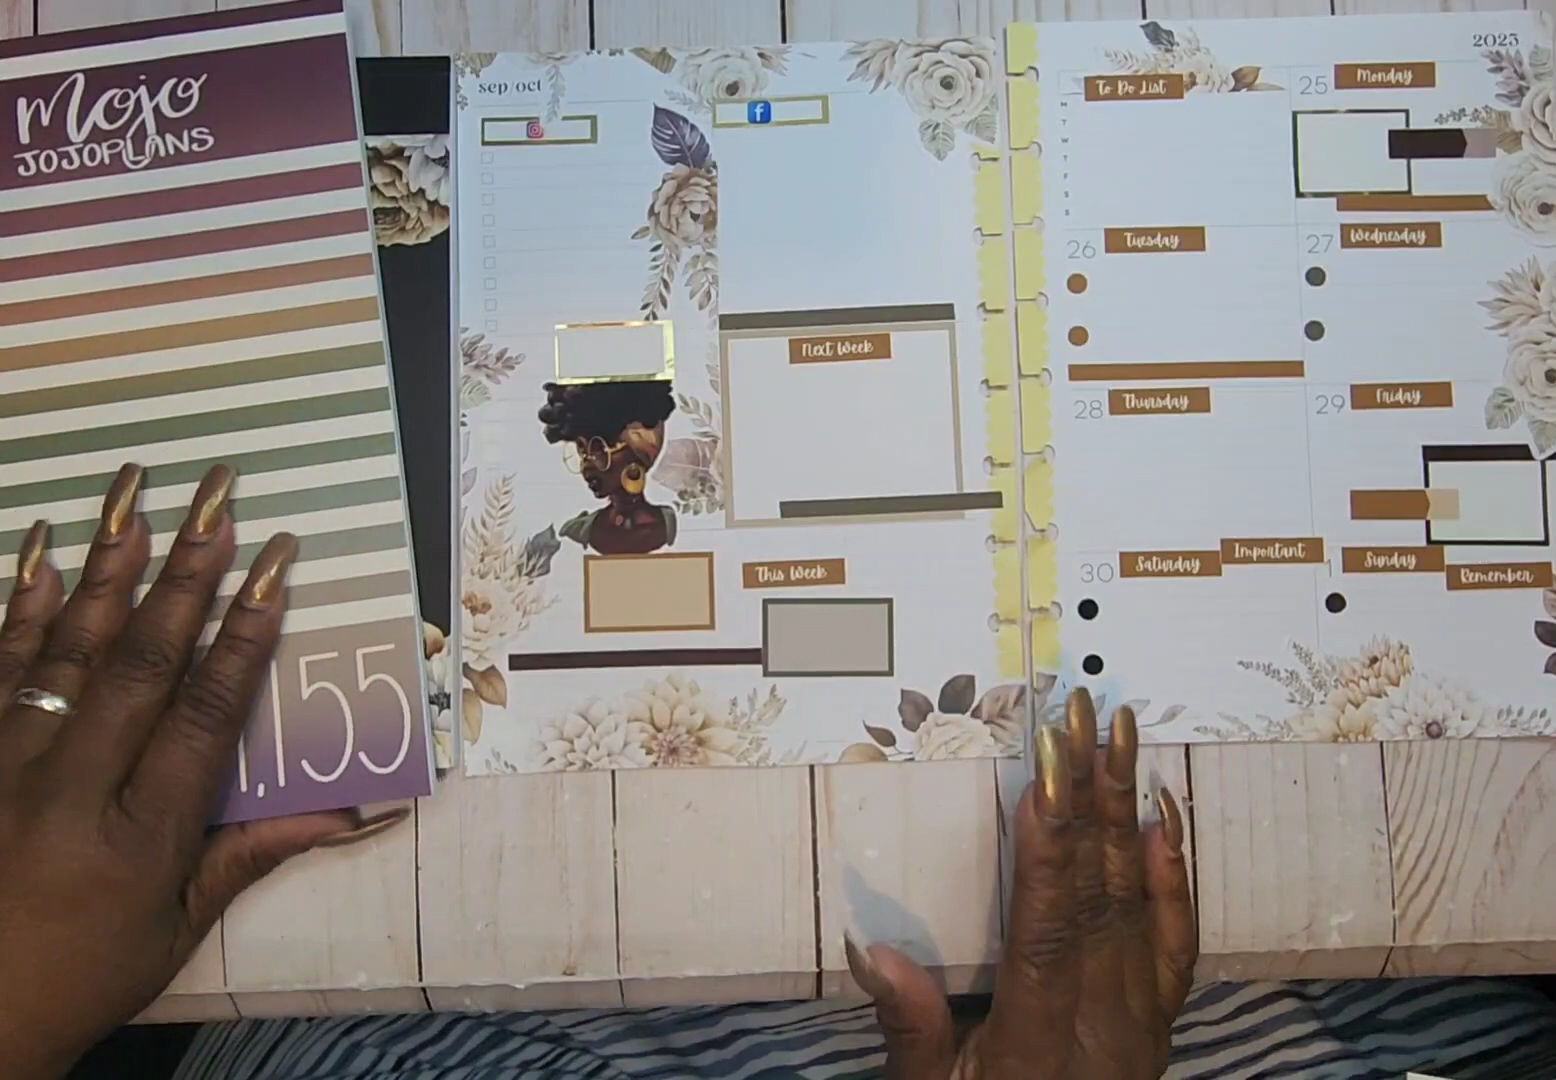 Mojo
JOJOPLANS
,155
sep/oct
f
Next Week
This Week
2023
To Do List
M
T
W
T
F
S
S
25 Monday
26 Tuesday
27 Wednesday
28 Thursday
29 Friday
30 Saturday
Important
1 Sunday
Remember